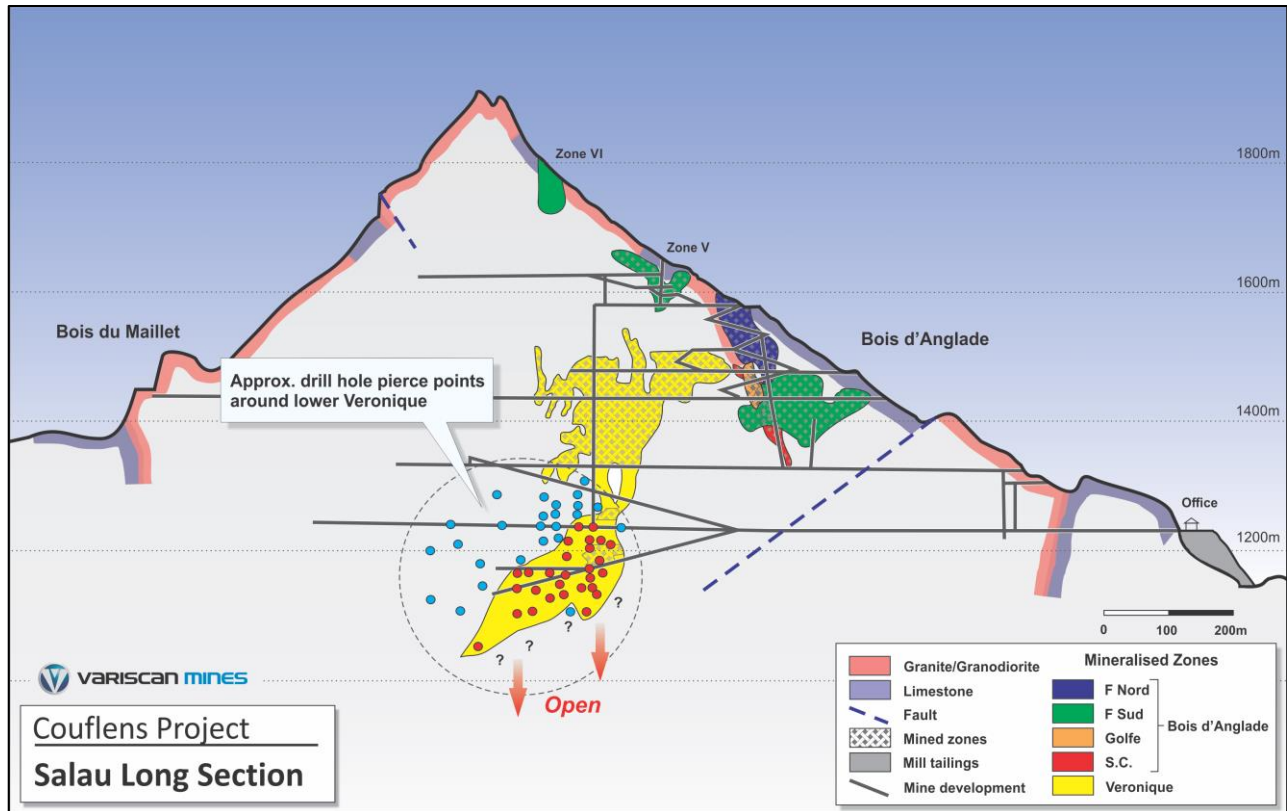 Zone VI
1800m
Zone V
1600m
Bois du Maillet
Bois d'Anglade
Approx. drill hole pierce points
around lower Veronique
1400m
Office
1200m
?
?
?
?
Open
0 100 200m
VARISCAN MINES
Couflens Project
Salau Long Section
Granite/Granodiorite
Limestone
Fault
Mined zones
Mill tailings
Mine development
Mineralised Zones
F Nord
F Sud
Golfe
S.C.
Bois d'Anglade
Veronique